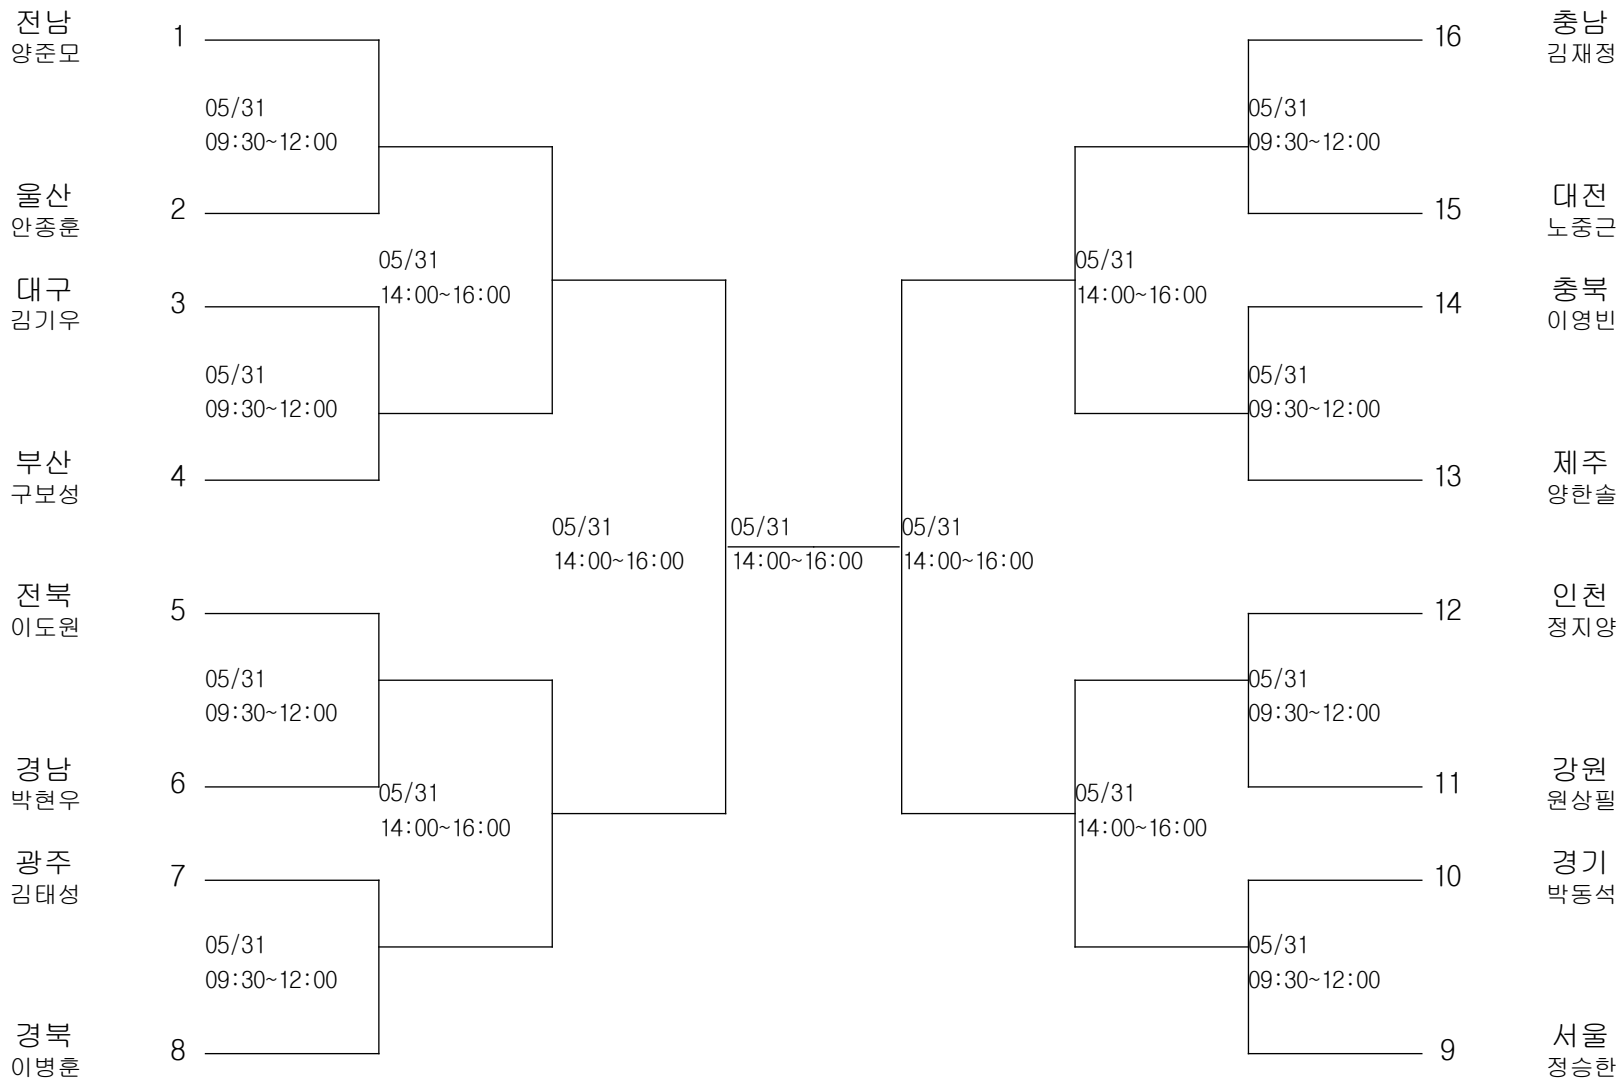 전남
양준모
1
05/31
09:30~12:00
울산
안종훈
2
05/31
14:00~16:00
대구
김기우
3
05/31
09:30~12:00
부산
구보성
4
05/31
14:00~16:00
전북
이도원
5
05/31
09:30~12:00
경남
박현우
6
05/31
14:00~16:00
광주
김태성
7
05/31
09:30~12:00
경북
이병훈
8
05/31
14:00~16:00
충남
김재정
16
05/31
09:30~12:00
대전
노중근
15
05/31
14:00~16:00
충북
이영빈
14
05/31
09:30~12:00
제주
양한솔
13
05/31
14:00~16:00
인천
정지양
12
05/31
09:30~12:00
강원
원상필
11
05/31
14:00~16:00
경기
박동석
10
05/31
09:30~12:00
서울
정승한
9